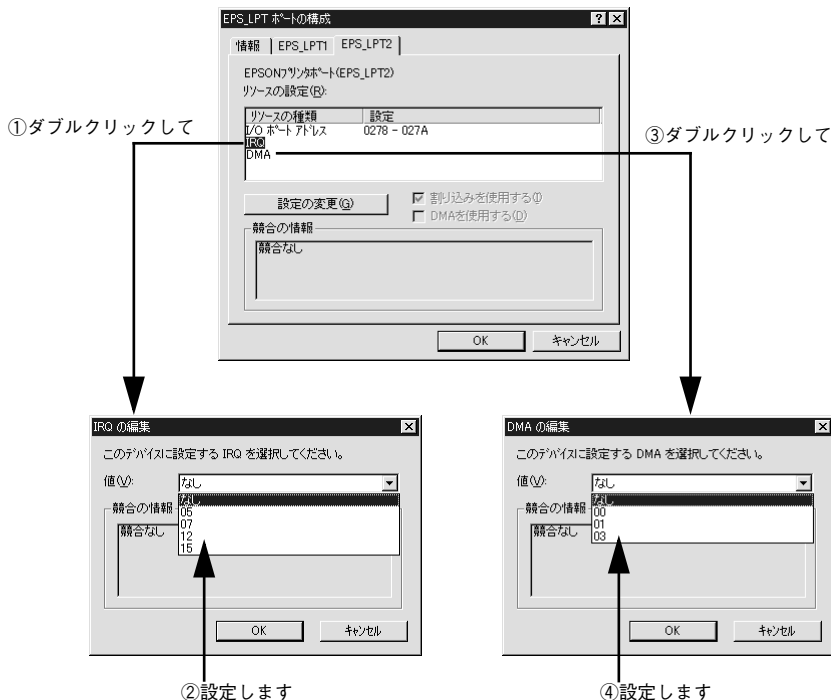 EPS_LPT ポートの構成
情報 EPS_LPT1 EPS_LPT2
EPSONプリンタポート(EPS_LPT2)
リソースの設定(R):
リソースの種類 設定
I/O ポート アドレス 0278 - 027A
IRQ
DMA
設定の変更(G)
割り込みを使用する(I)
DMAを使用する(D)
競合の情報
競合なし
OK キャンセル
①ダブルクリックして
③ダブルクリックして
IRQ の編集
このデバイスに設定する IRQ を選択してください。
値(V): なし
なし
05
07
12
15
競合の情報
競合なし
OK キャンセル
②設定します
DMA の編集
このデバイスに設定する DMA を選択してください。
値(V): なし
なし
00
01
03
競合の情報
競合なし
OK キャンセル
④設定します